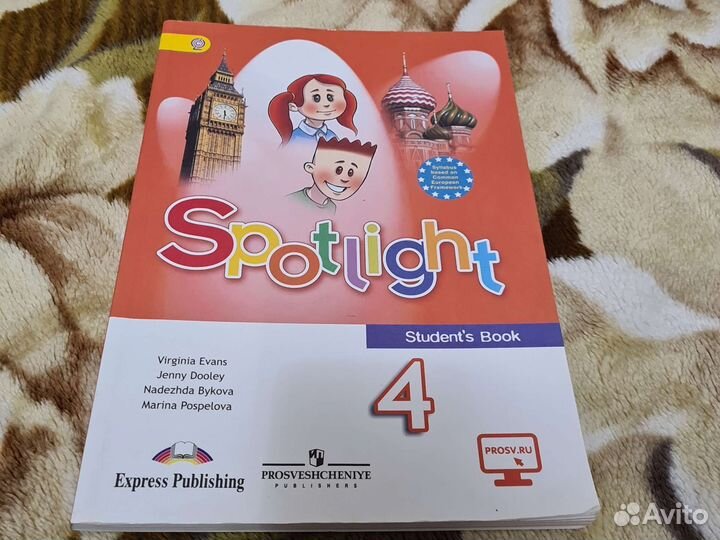 Syllabus
based on
Common
European
Framework
Spotlight
Student's Book
Virginia Evans
Jenny Dooley
Nadezhda Bykova
Marina Pospelova
4
PROSV.RU
Express Publishing
PROSVESHCHENIYE
PUBLISHERS
Avito